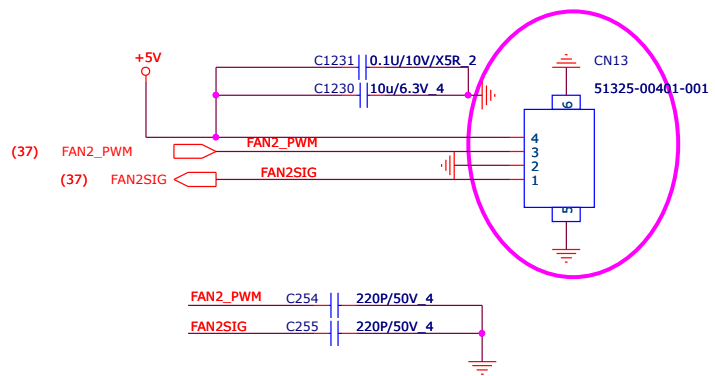 +5V
C1231 0.1U/10V/X5R_2
C1230 10u/6.3V_4
CN13
51325-00401-001
6
4
(37) FAN2_PWM FAN2_PWM 3
2
(37) FAN2SIG FAN2SIG 1
5
FAN2_PWM C254 220P/50V_4
FAN2SIG C255 220P/50V_4